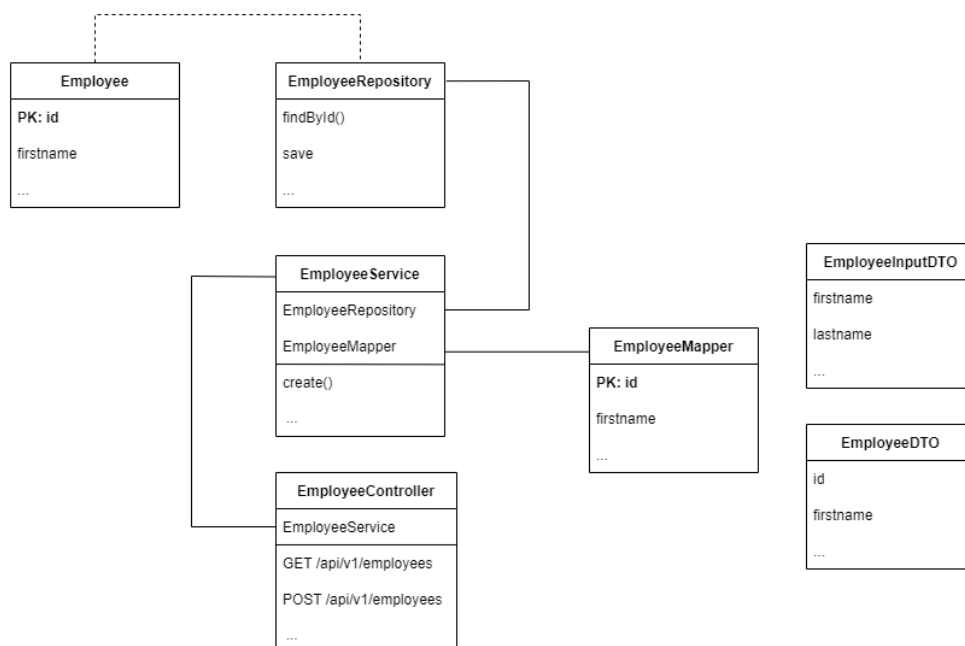 Employee
PK: id
firstname
...
EmployeeRepository
findById()
save
...
EmployeeService
EmployeeRepository
EmployeeMapper
create()
...
EmployeeController
EmployeeService
GET /api/v1/employees
POST /api/v1/employees
...
EmployeeMapper
PK: id
firstname
...
EmployeeInputDTO
firstname
lastname
...
EmployeeDTO
id
firstname
...